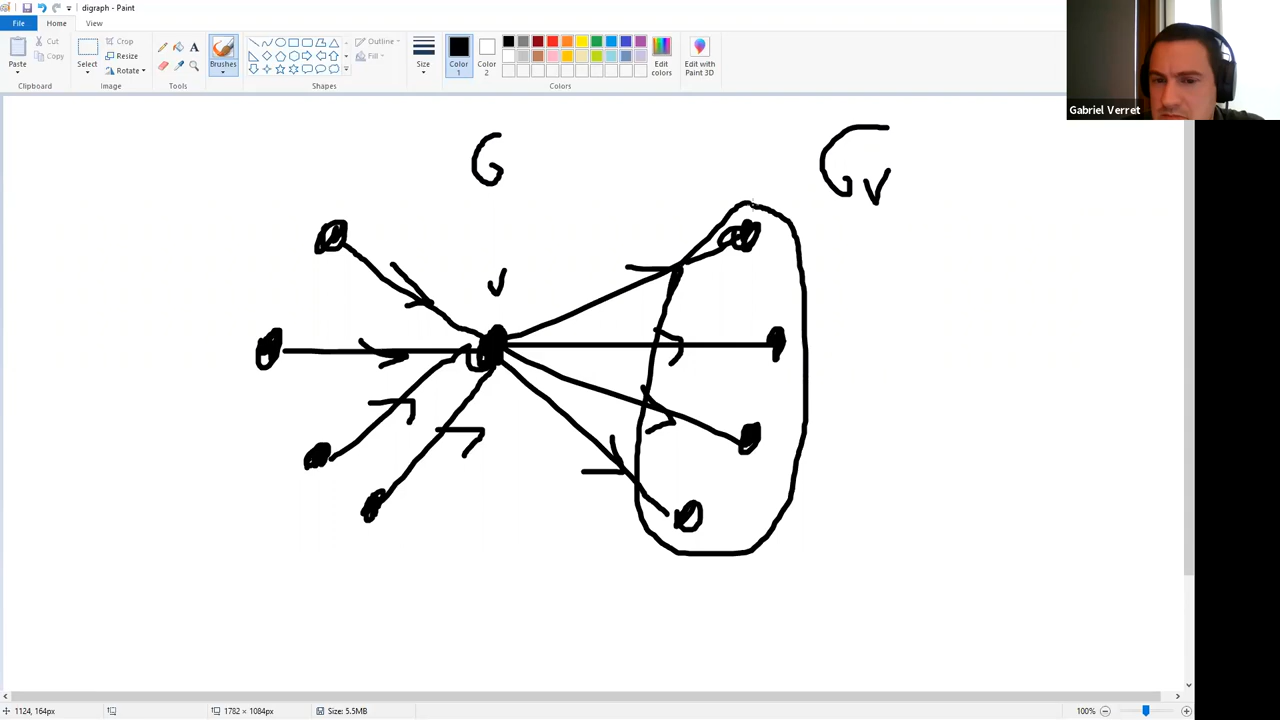 digraph - Paint
File Home View
Paste
Cut
Copy
Clipboard
Select
Crop
Resize
Rotate
Image
A
Tools
Brushes
Outline
Fill
Shapes
Size
Color 1
Color 2
Edit colors
Colors
Edit with Paint 3D
Gabriel Verret
G
Gv
v
1124, 164px
1782 × 1084px
Size: 5.5MB
100%